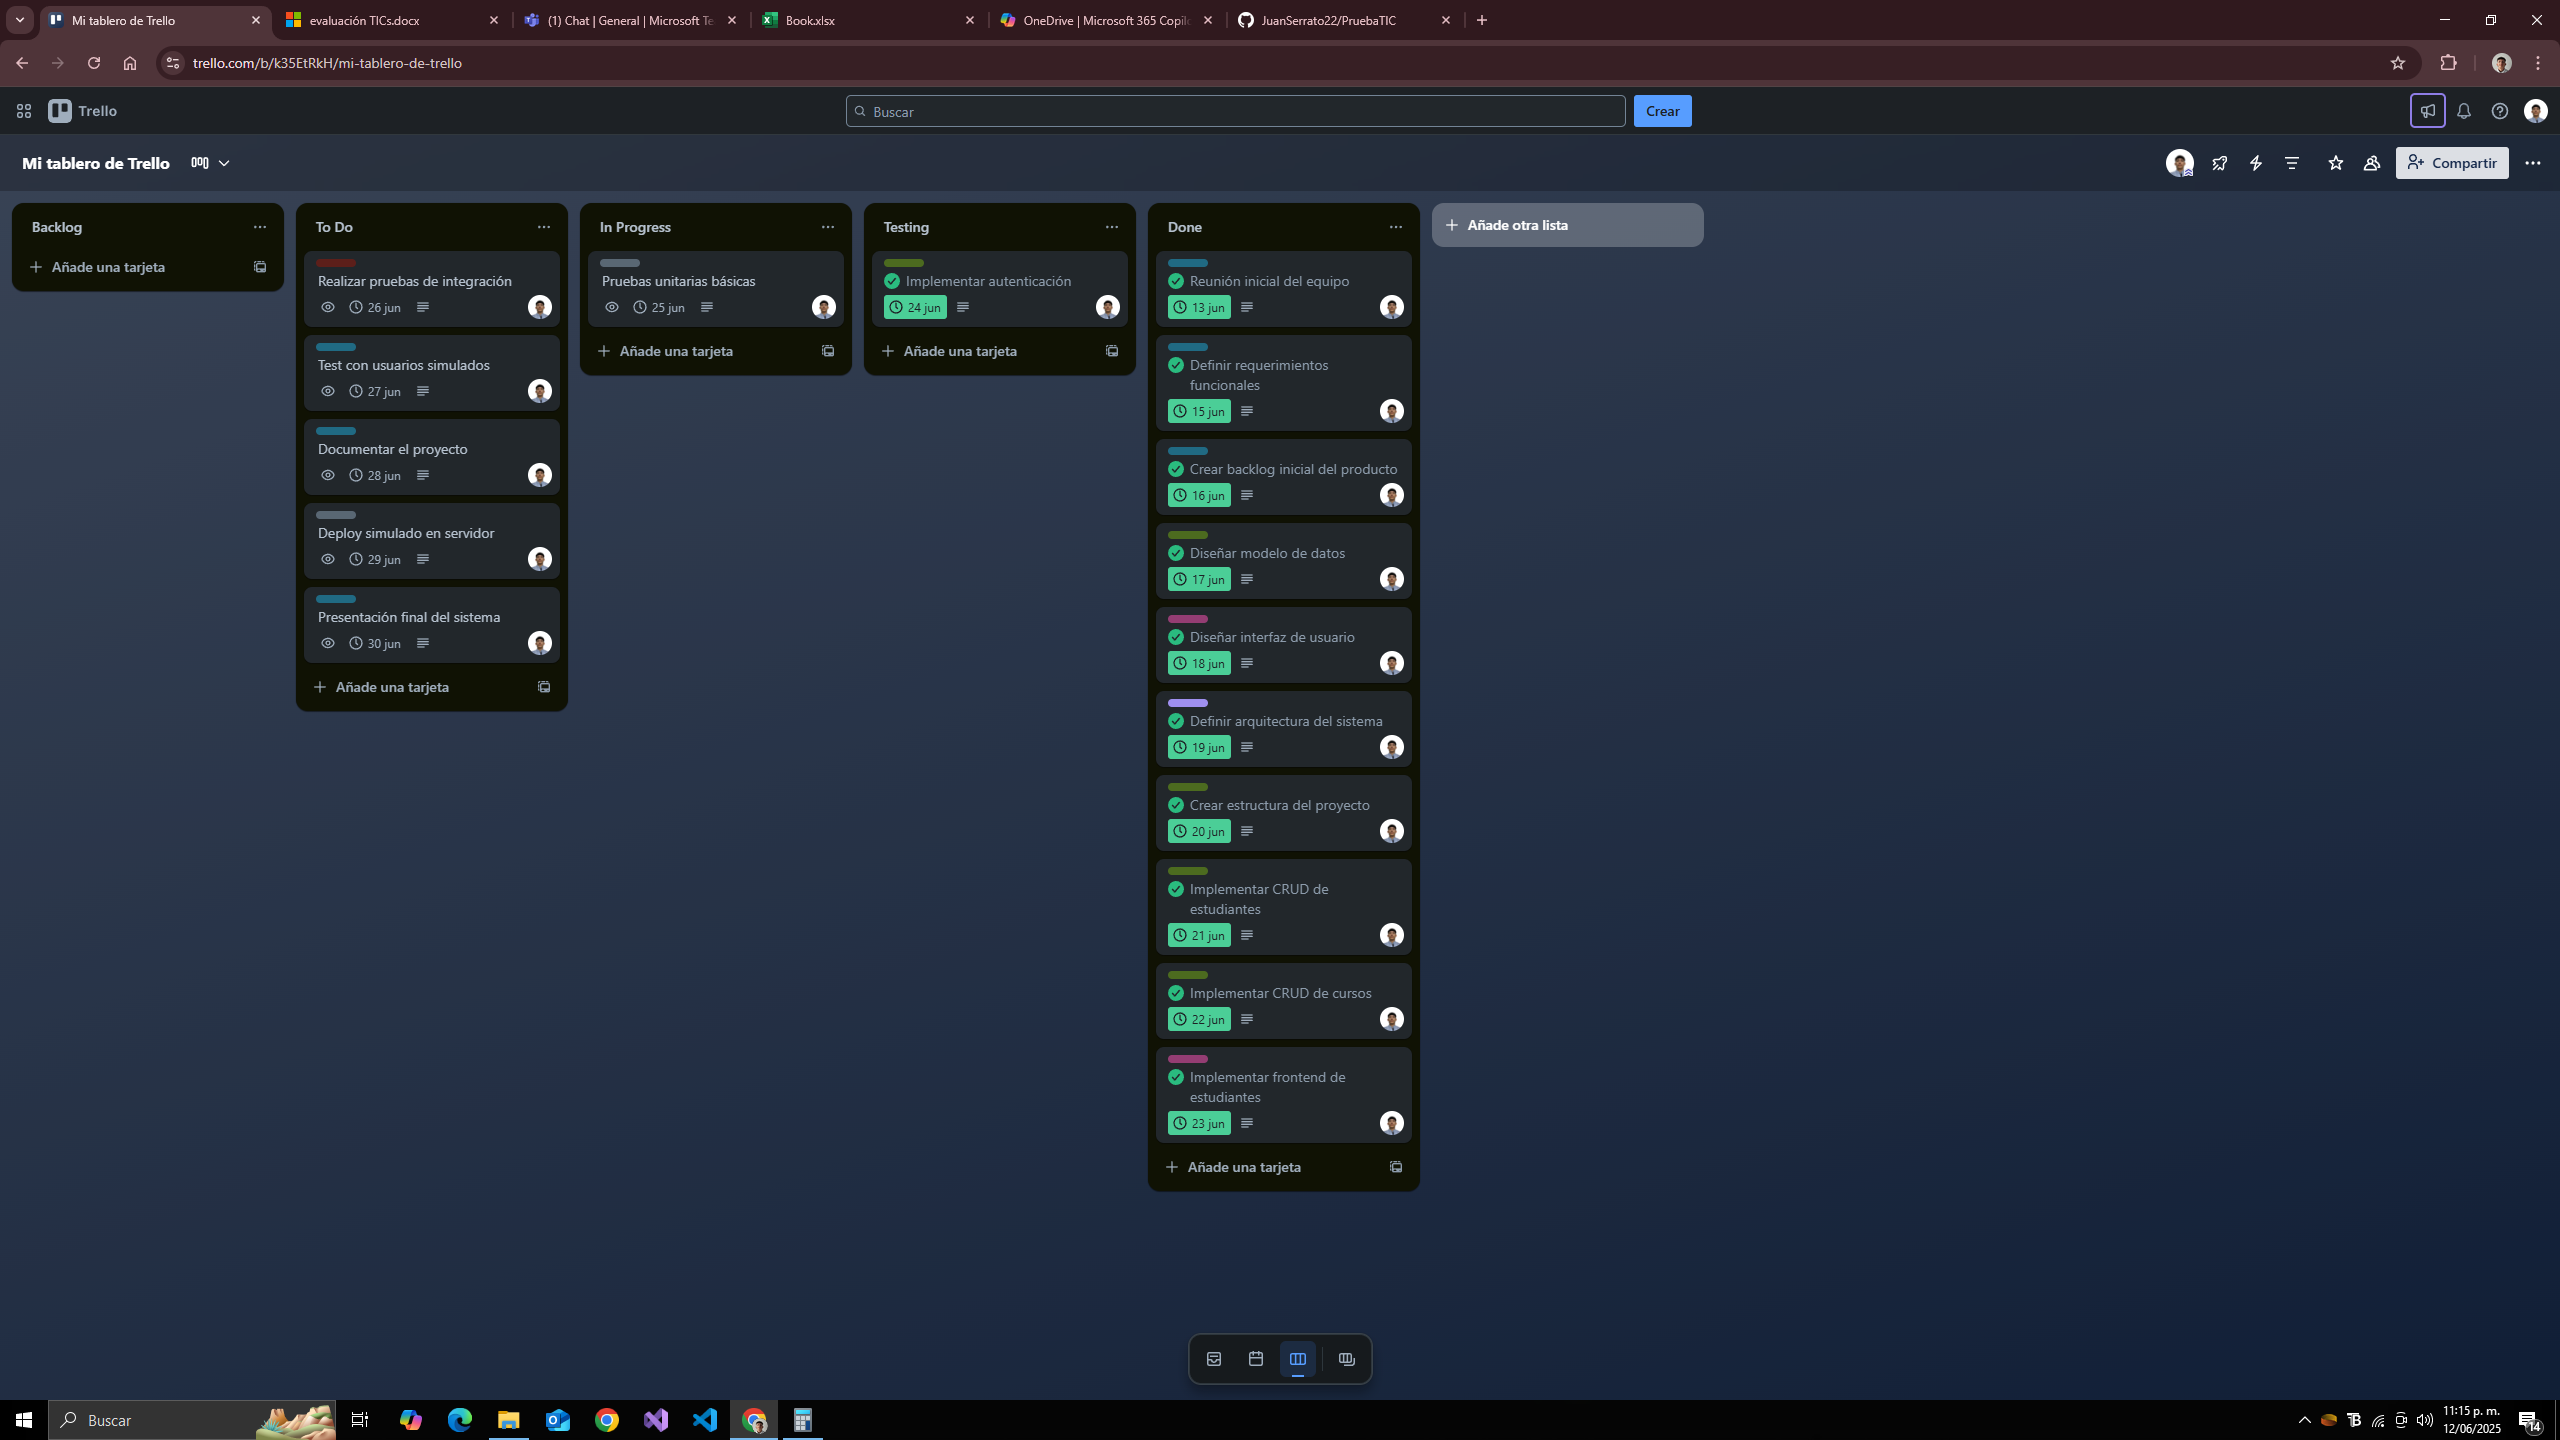 Mi tablero de Trello
evaluación TICs.docx
(1) Chat | General | Microsoft Te
Book.xlsx
OneDrive | Microsoft 365 Copil
JuanSerrato22/PruebaTIC
trello.com/b/k35EtRkH/mi-tablero-de-trello
Trello
Buscar
Crear
Mi tablero de Trello
Compartir
Backlog
Añade una tarjeta
To Do
Realizar pruebas de integración
26 jun
Test con usuarios simulados
27 jun
Documentar el proyecto
28 jun
Deploy simulado en servidor
29 jun
Presentación final del sistema
30 jun
Añade una tarjeta
In Progress
Pruebas unitarias básicas
25 jun
Añade una tarjeta
Testing
Implementar autenticación
24 jun
Añade una tarjeta
Done
Reunión inicial del equipo
13 jun
Definir requerimientos
funcionales
15 jun
Crear backlog inicial del producto
16 jun
Diseñar modelo de datos
17 jun
Diseñar interfaz de usuario
18 jun
Definir arquitectura del sistema
19 jun
Crear estructura del proyecto
20 jun
Implementar CRUD de
estudiantes
21 jun
Implementar CRUD de cursos
22 jun
Implementar frontend de
estudiantes
23 jun
Añade una tarjeta
Añade otra lista
Buscar
11:15 p. m.
12/06/2025
14